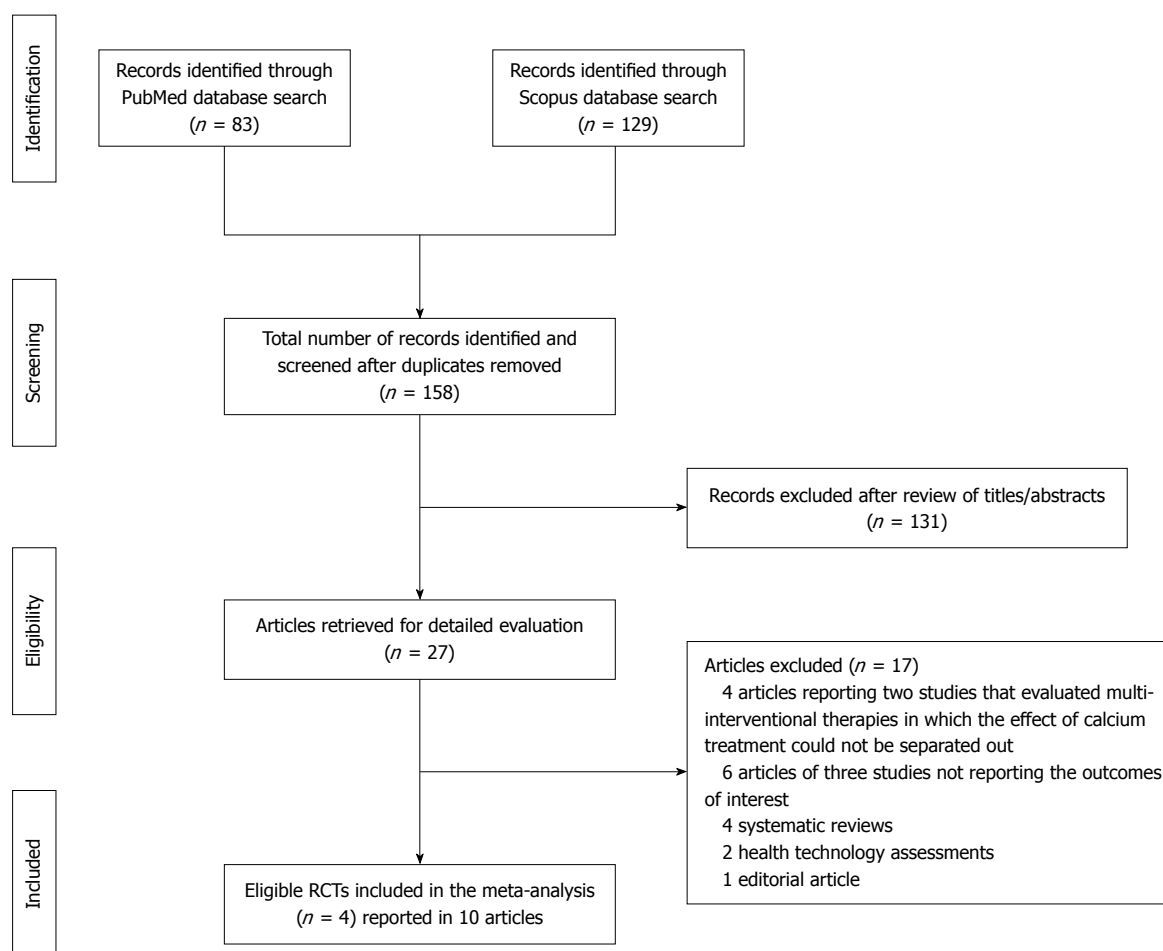 Identification
Records identified through
PubMed database search
(n = 83)
Records identified through
Scopus database search
(n = 129)
Screening
Total number of records identified and
screened after duplicates removed
(n = 158)
Records excluded after review of titles/abstracts
(n = 131)
Eligibility
Articles retrieved for detailed evaluation
(n = 27)
Articles excluded (n = 17)
4 articles reporting two studies that evaluated multi-
interventional therapies in which the effect of calcium
treatment could not be separated out
6 articles of three studies not reporting the outcomes
of interest
4 systematic reviews
2 health technology assessments
1 editorial article
Included
Eligible RCTs included in the meta-analysis
(n = 4) reported in 10 articles